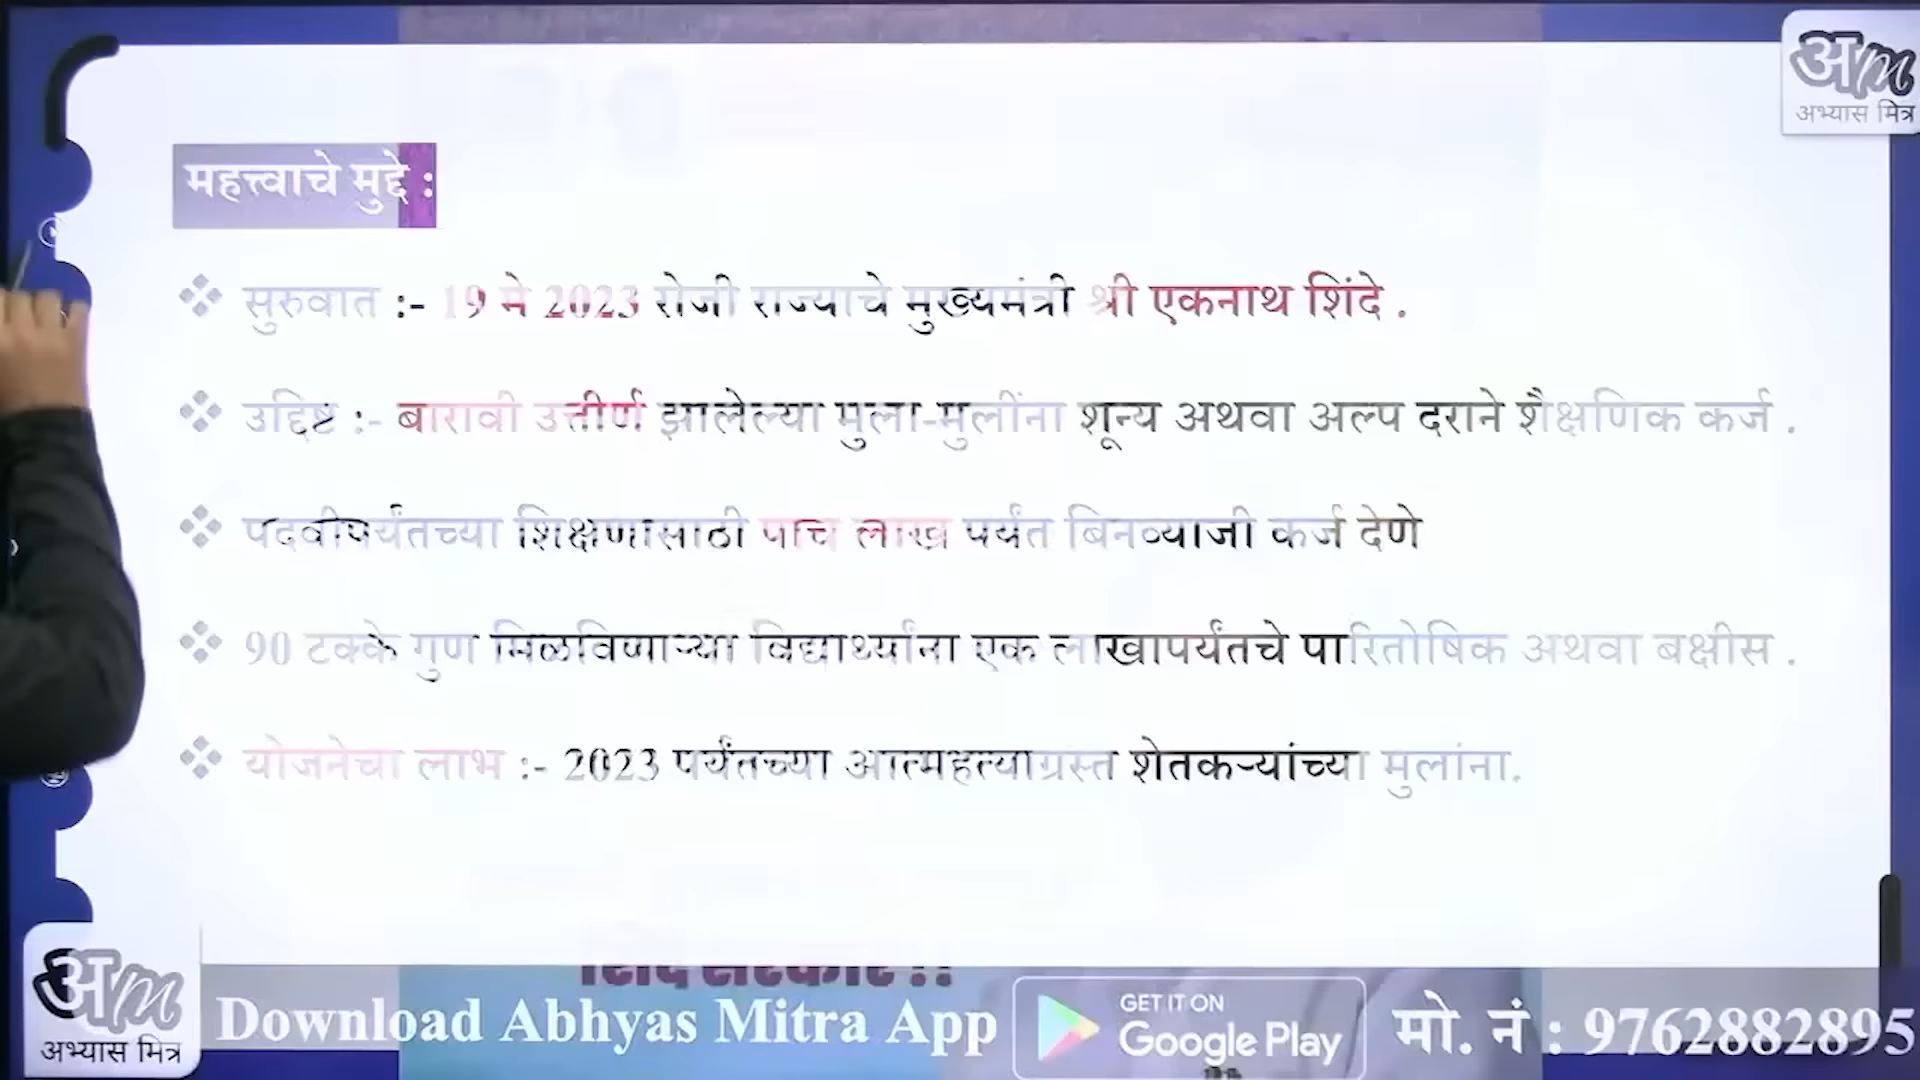 अभ्यास मित्र
महत्त्वाचे मुद्दे :
सुरुवात :- 19 मे 2023 रोजी राज्याचे मुख्यमंत्री श्री एकनाथ शिंदे .
उद्दिष्ट :- बारावी उत्तीर्ण झालेल्या मुला-मुलींना शून्य अथवा अल्प दराने शैक्षणिक कर्ज .
पदवीपर्यंतच्या शिक्षणासाठी पाच लाख पर्यंत बिनव्याजी कर्ज देणे
90 टक्के गुण मिळविणाऱ्या विद्यार्थ्यांना एक लाखापर्यंतचे पारितोषिक अथवा बक्षीस .
योजनेचा लाभ :- 2023 पर्यंतच्या आत्महत्याग्रस्त शेतकऱ्यांच्या मुलांना.
अभ्यास मित्र
Download Abhyas Mitra App
GET IT ON
Google Play
मो. नं : 9762882895